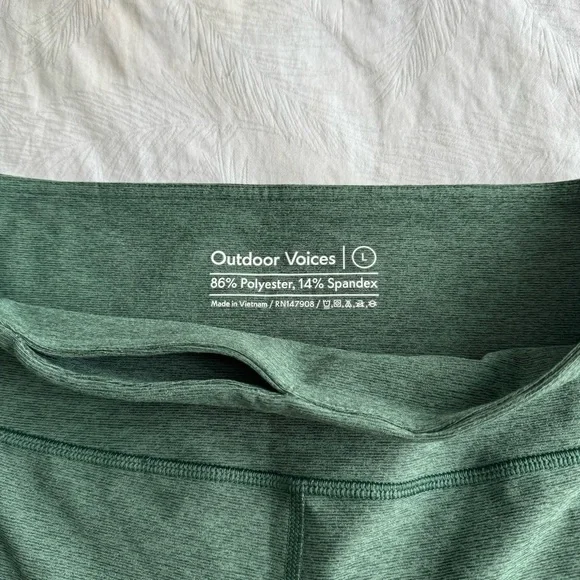 Outdoor Voices | L
86% Polyester, 14% Spandex
Made in Vietnam / RN147908 /